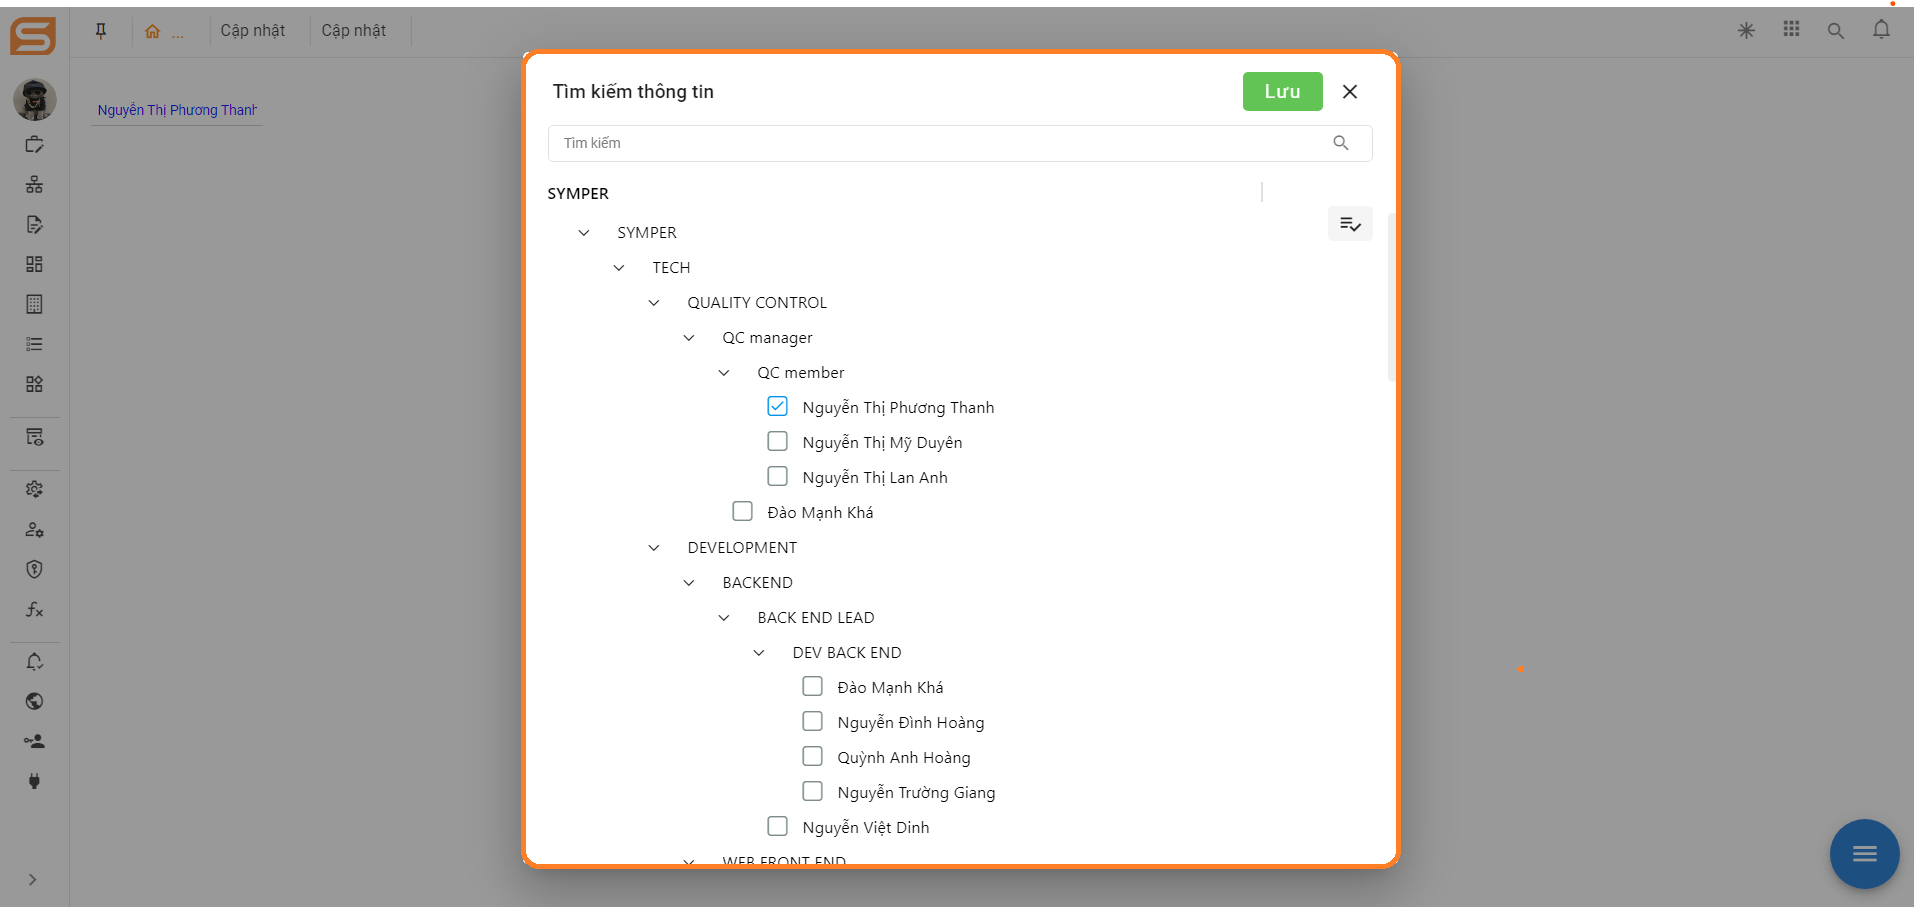 ... Cập nhật Cập nhật
Nguyễn Thị Phương Thanh
Tìm kiếm thông tin Lưu
Tìm kiếm
SYMPER
SYMPER
TECH
QUALITY CONTROL
QC manager
QC member
Nguyễn Thị Phương Thanh
Nguyễn Thị Mỹ Duyên
Nguyễn Thị Lan Anh
Đào Mạnh Khá
DEVELOPMENT
BACKEND
BACK END LEAD
DEV BACK END
Đào Mạnh Khá
Nguyễn Đình Hoàng
Quỳnh Anh Hoàng
Nguyễn Trường Giang
Nguyễn Việt Dinh
WEB FRONT END